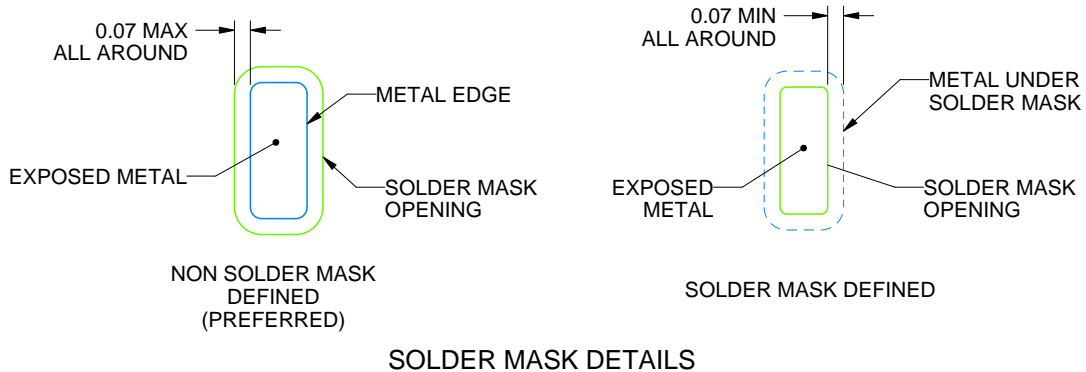 0.07 MAX
ALL AROUND
METAL EDGE
EXPOSED METAL
SOLDER MASK
OPENING
NON SOLDER MASK
DEFINED
(PREFERRED)
0.07 MIN
ALL AROUND
METAL UNDER
SOLDER MASK
EXPOSED
METAL
SOLDER MASK
OPENING
SOLDER MASK DEFINED
SOLDER MASK DETAILS